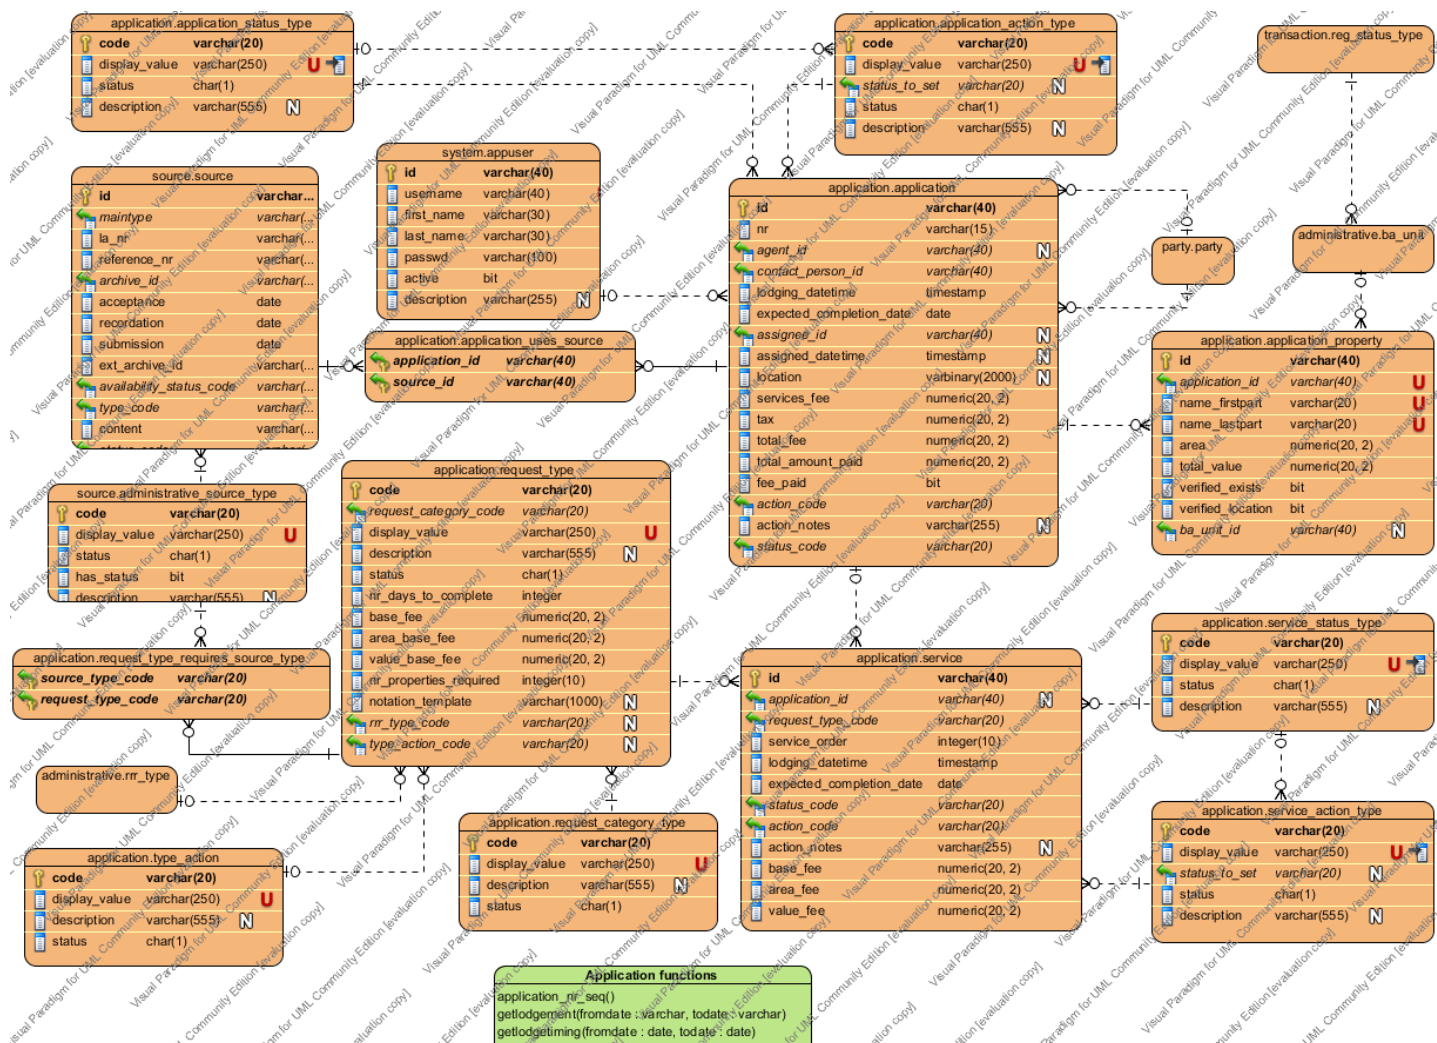 application.application_status_type
code varchar(20)
display_value varchar(250) U
status char(1)
description varchar(555) N
application.application_action_type
code varchar(20)
display_value varchar(250) U
status_to_set varchar(20) N
status char(1)
description varchar(555) N
transaction.reg_status_type
system.appuser
id varchar(40)
username varchar(40)
first_name varchar(30)
last_name varchar(30)
passwd varchar(100)
active bit
description varchar(255) N
source.source
id varchar...
maintype varchar(...
la_nr varchar(...
reference_nr varchar(...
archive_id varchar(...
acceptance date
recordation date
submission date
ext_archive_id varchar(...
availability_status_code varchar(...
type_code varchar(...
content varchar(...
application.application
id varchar(40)
nr varchar(15)
agent_id varchar(40) N
contact_person_id varchar(40)
lodging_datetime timestamp
expected_completion_date date
assigned_id varchar(40) N
assigned_datetime timestamp N
location varbinary(2000) N
services_fee numeric(20, 2)
tax numeric(20, 2)
total_fee numeric(20, 2)
total_amount_paid numeric(20, 2)
fee_paid bit
action_code varchar(20)
action_notes varchar(255) N
status_code varchar(20)
party.party
administrative.ba_unit
application.application_uses_source
application_id varchar(40)
source_id varchar(40)
application.application_property
id varchar(40)
application_id varchar(40) U
name_firstpart varchar(20) U
name_lastpart varchar(20) U
area numeric(20, 2)
total_value numeric(20, 2)
verified_exists bit
verified_location bit
ba_unit_id varchar(40) N
source.administrative_source_type
code varchar(20)
display_value varchar(250) U
status char(1)
has_status bit
description varchar(555) N
application.request_type
code varchar(20)
request_category_code varchar(20)
display_value varchar(250) U
description varchar(555) N
status char(1)
nr_days_to_complete integer
base_fee numeric(20, 2)
area_base_fee numeric(20, 2)
value_base_fee numeric(20, 2)
nr_properties_required integer(10)
notation_template varchar(1000) N
rrr_type_code varchar(20) N
type_action_code varchar(20) N
application.request_type_requires_source_type
source_type_code varchar(20)
request_type_code varchar(20)
application.service
id varchar(40)
application_id varchar(40) N
request_type_code varchar(20)
service_order integer(10)
lodging_datetime timestamp
expected_completion_date date
status_code varchar(20)
action_code varchar(20)
action_notes varchar(255) N
base_fee numeric(20, 2)
area_fee numeric(20, 2)
value_fee numeric(20, 2)
application.service_status_type
code varchar(20)
display_value varchar(250) U
status char(1)
description varchar(555) N
administrative.rrr_type
application.service_action_type
code varchar(20)
display_value varchar(250) U
status_to_set varchar(20) N
status char(1)
description varchar(555) N
application.request_category_type
code varchar(20)
display_value varchar(250) U
description varchar(555) N
status char(1)
application.type_action
code varchar(20)
display_value varchar(250) U
description varchar(555) N
status char(1)
Application functions
application_nr_seq()
getlodgement(fromdate : varchar, todate : varchar)
getlodgetiming(fromdate : date, todate : date)
Visual Paradigm for UML Community Edition [evaluation copy]